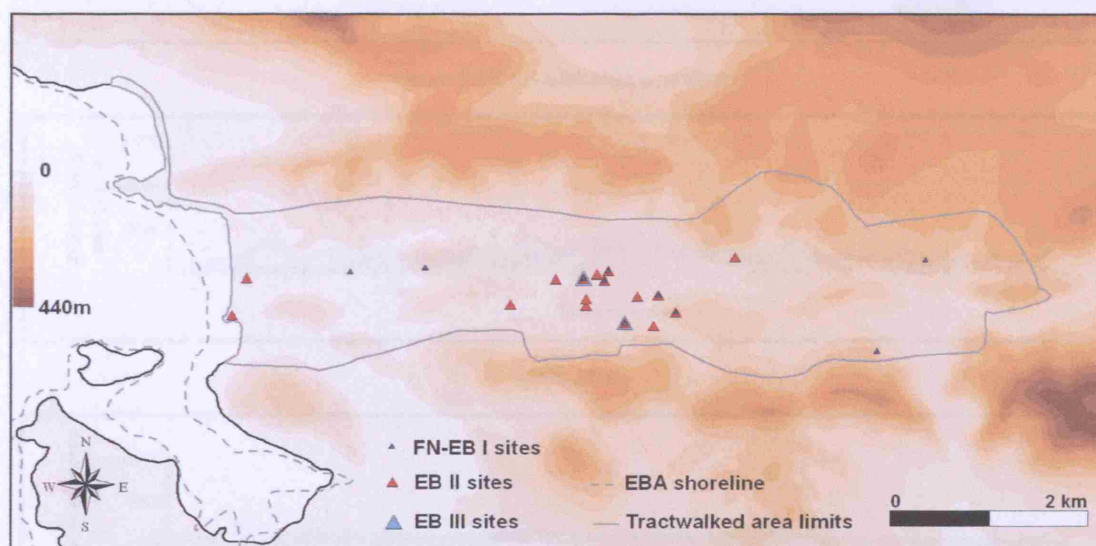 0
440m
N
W E
S
FN-EB I sites
EB II sites
EB III sites
EBA shoreline
Tractwalked area limits
0 2 km